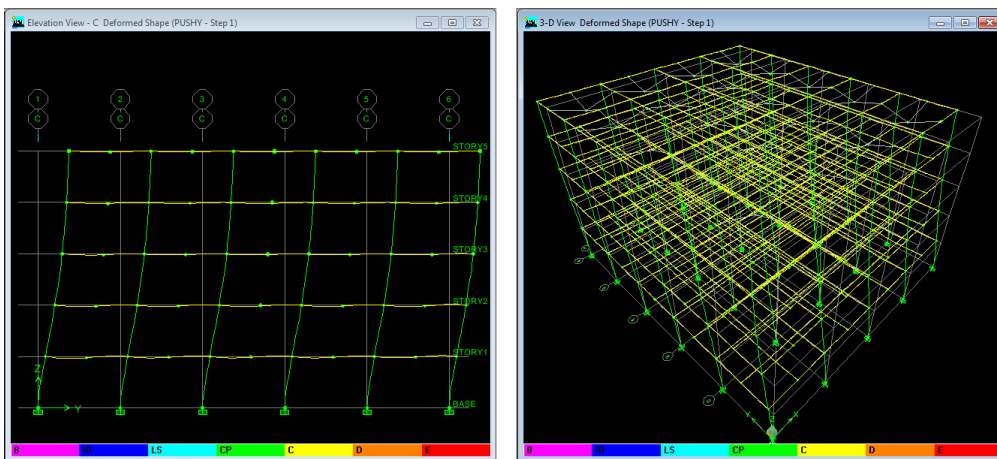 Elevation View - C Deformed Shape (PUSHY - Step 1)
1 2 3 4 5 6
C C C C C C
STORY5
STORY4
STORY3
STORY2
STORY1
Z
Y
BASE
B IO LS CP C D E
3-D View Deformed Shape (PUSHY - Step 1)
Y Z X
B IO LS CP C D E